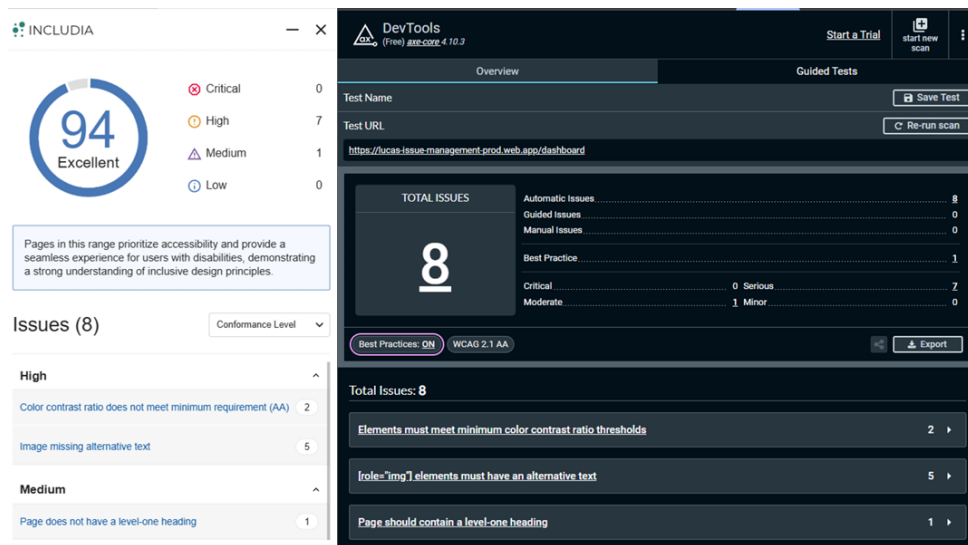 INCLUDIA
94
Excellent
Critical 0
High 7
Medium 1
Low 0
Pages in this range prioritize accessibility and provide a
seamless experience for users with disabilities, demonstrating
a strong understanding of inclusive design principles.
Issues (8)
Conformance Level
High
Color contrast ratio does not meet minimum requirement (AA) 2
Image missing alternative text 5
Medium
Page does not have a level-one heading 1
ax
DevTools
(Free) axe-core 4.10.3
Start a Trial
start new
scan
Overview
Guided Tests
Test Name
Save Test
Test URL
Re-run scan
https://lucas-issue-management-prod.web.app/dashboard
TOTAL ISSUES
8
Automatic Issues 8
Guided Issues 0
Manual Issues 0
Best Practice 1
Critical 0 Serious 7
Moderate 1 Minor 0
Best Practices: ON
WCAG 2.1 AA
Export
Total Issues: 8
Elements must meet minimum color contrast ratio thresholds 2
[role="img"] elements must have an alternative text 5
Page should contain a level-one heading 1